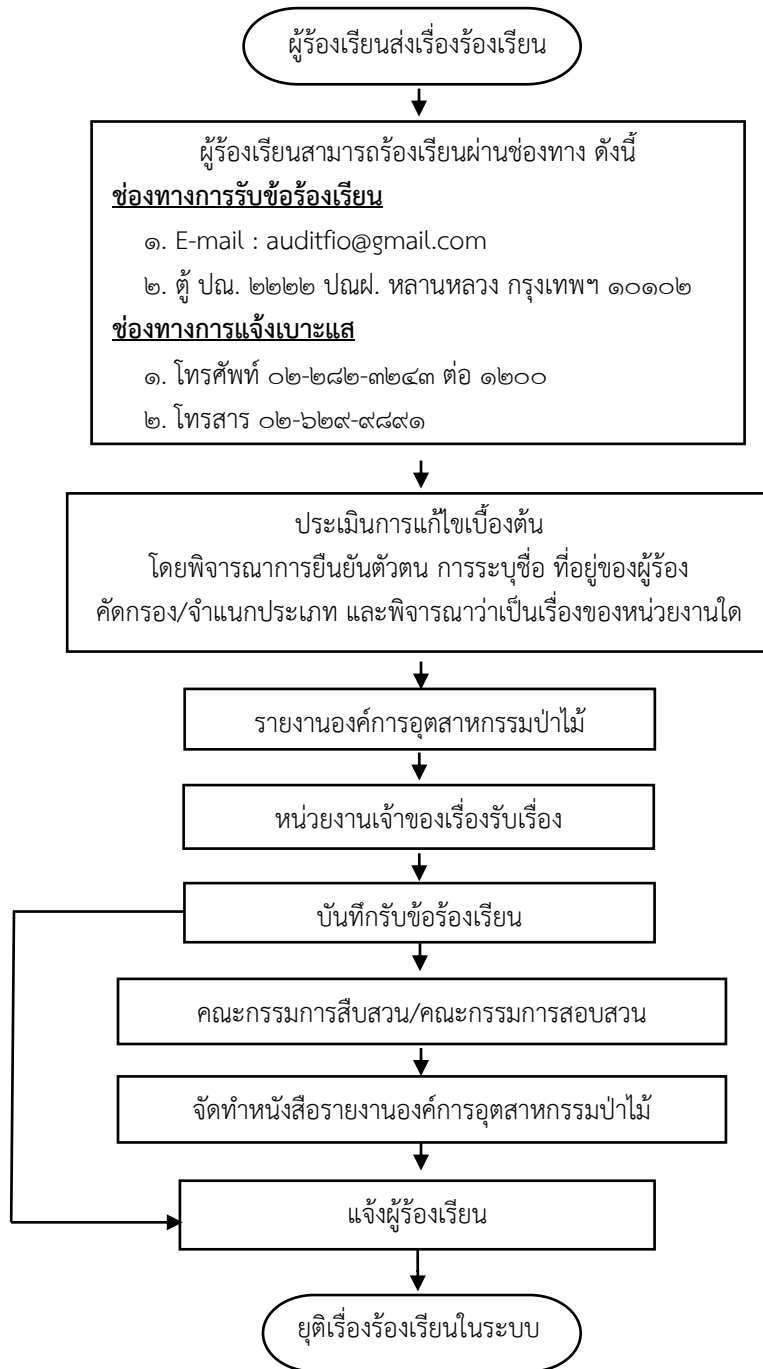 ผู้ร้องเรียนส่งเรื่องร้องเรียน
ผู้ร้องเรียนสามารถร้องเรียนผ่านช่องทาง ดังนี้
ช่องทางการรับข้อร้องเรียน
๑. E-mail : auditfio@gmail.com
๒. ตู้ ปณ. ๒๒๒๒ ปณฝ. หลานหลวง กรุงเทพฯ ๑๐๑๐๒
ช่องทางการแจ้งเบาะแส
๑. โทรศัพท์ ๐๒-๒๘๒-๓๒๔๓ ต่อ ๑๒๐๐
๒. โทรสาร ๐๒-๖๒๙-๙๘๙๑
ประเมินการแก้ไขเบื้องต้น
โดยพิจารณาการยืนยันตัวตน การระบุชื่อ ที่อยู่ของผู้ร้อง
คัดกรอง/จำแนกประเภท และพิจารณาว่าเป็นเรื่องของหน่วยงานใด
รายงานองค์การอุตสาหกรรมป่าไม้
หน่วยงานเจ้าของเรื่องรับเรื่อง
บันทึกรับข้อร้องเรียน
คณะกรรมการสืบสวน/คณะกรรมการสอบสวน
จัดทำหนังสือรายงานองค์การอุตสาหกรรมป่าไม้
แจ้งผู้ร้องเรียน
ยุติเรื่องร้องเรียนในระบบ